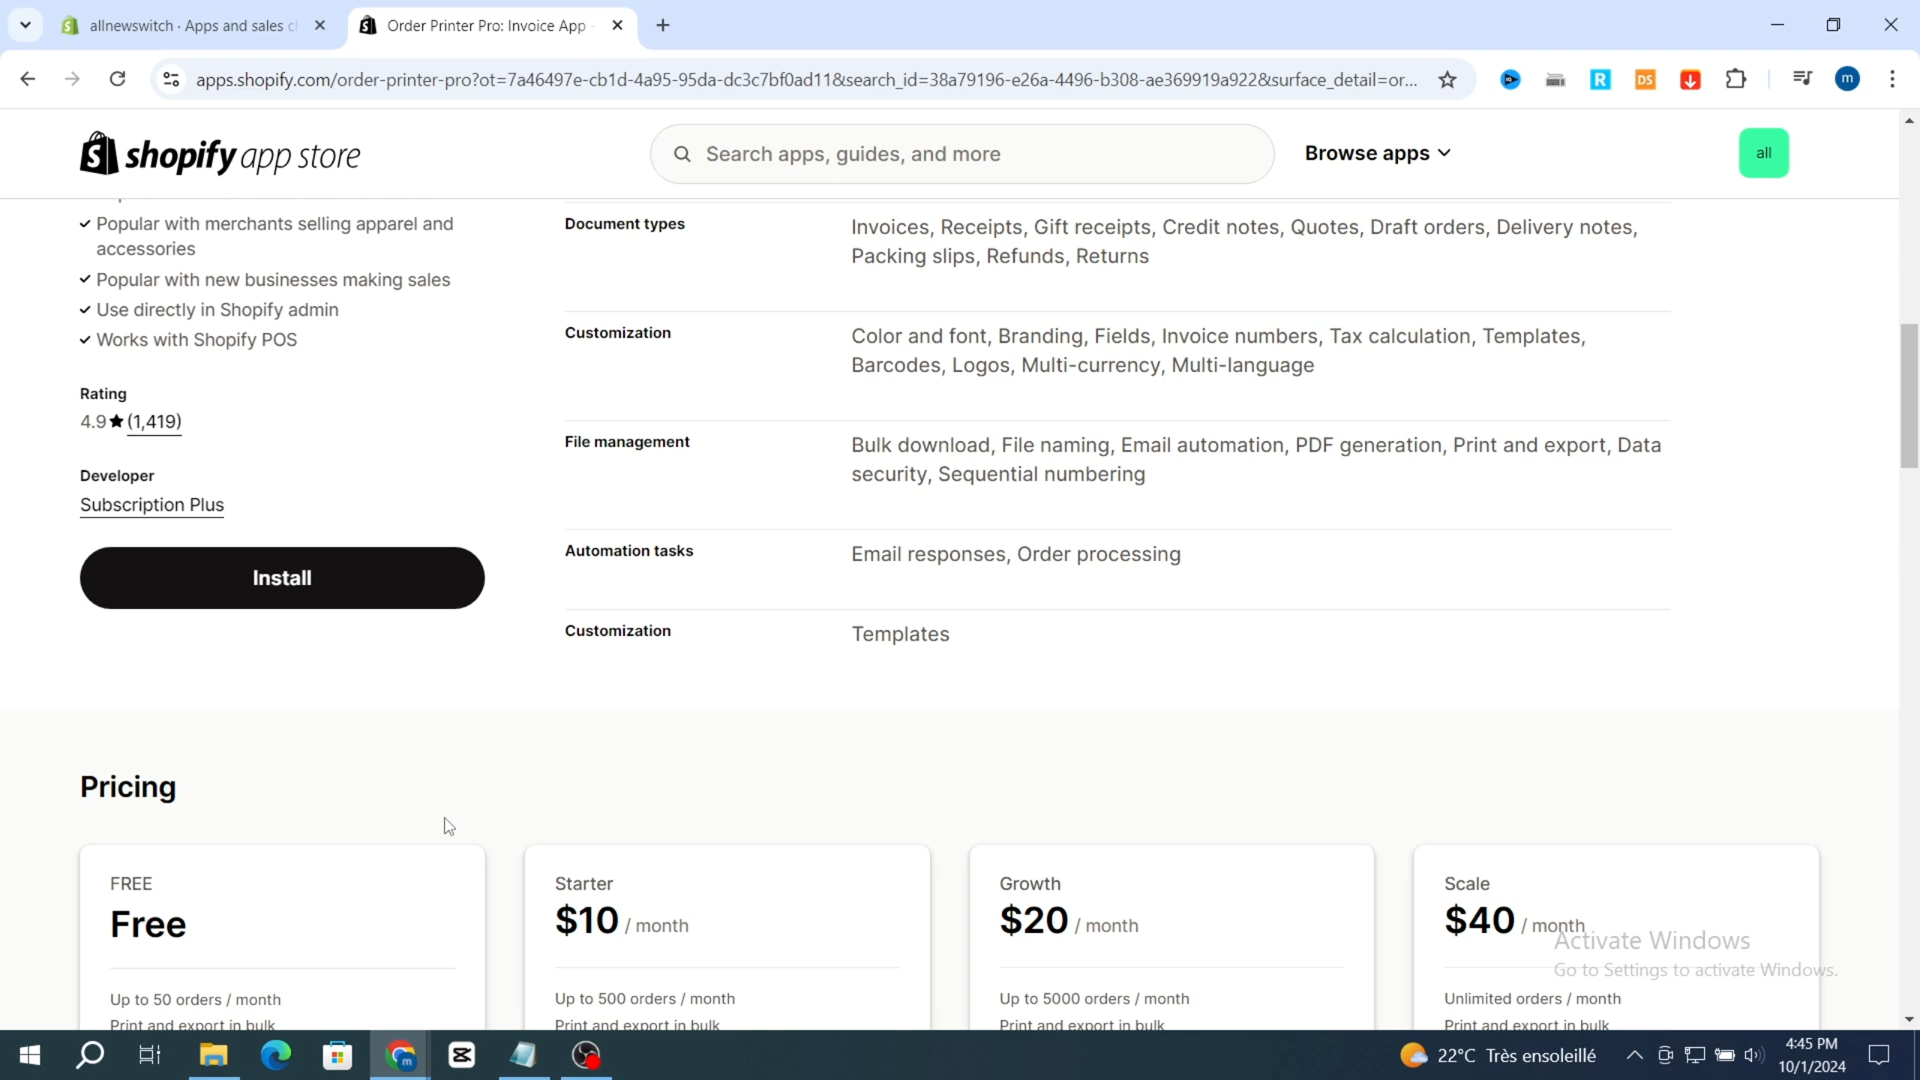 allnewswitch · Apps and sales c
Order Printer Pro: Invoice App -
apps.shopify.com/order-printer-pro?ot=7a46497e-cb1d-4a95-95da-dc3c7bf0ad11&search_id=38a79196-e26a-4496-b308-ae369919a922&surface_detail=or...
R
DS
m
shopify app store
Search apps, guides, and more
Browse apps
all
Popular with merchants selling apparel and
accessories
Popular with new businesses making sales
Use directly in Shopify admin
Works with Shopify POS
Rating
4.9★(1,419)
Developer
Subscription Plus
Install
Document types
Invoices, Receipts, Gift receipts, Credit notes, Quotes, Draft orders, Delivery notes,
Packing slips, Refunds, Returns
Customization
Color and font, Branding, Fields, Invoice numbers, Tax calculation, Templates,
Barcodes, Logos, Multi-currency, Multi-language
File management
Bulk download, File naming, Email automation, PDF generation, Print and export, Data
security, Sequential numbering
Automation tasks
Email responses, Order processing
Customization
Templates
Pricing
FREE
Free
Up to 50 orders / month
Print and export in bulk
Starter
$10 / month
Up to 500 orders / month
Print and export in bulk
Growth
$20 / month
Up to 5000 orders / month
Print and export in bulk
Scale
$40 / month
Unlimited orders / month
Print and export in bulk
Activate Windows
Go to Settings to activate Windows.
22°C Très ensoleillé
4:45 PM
10/1/2024